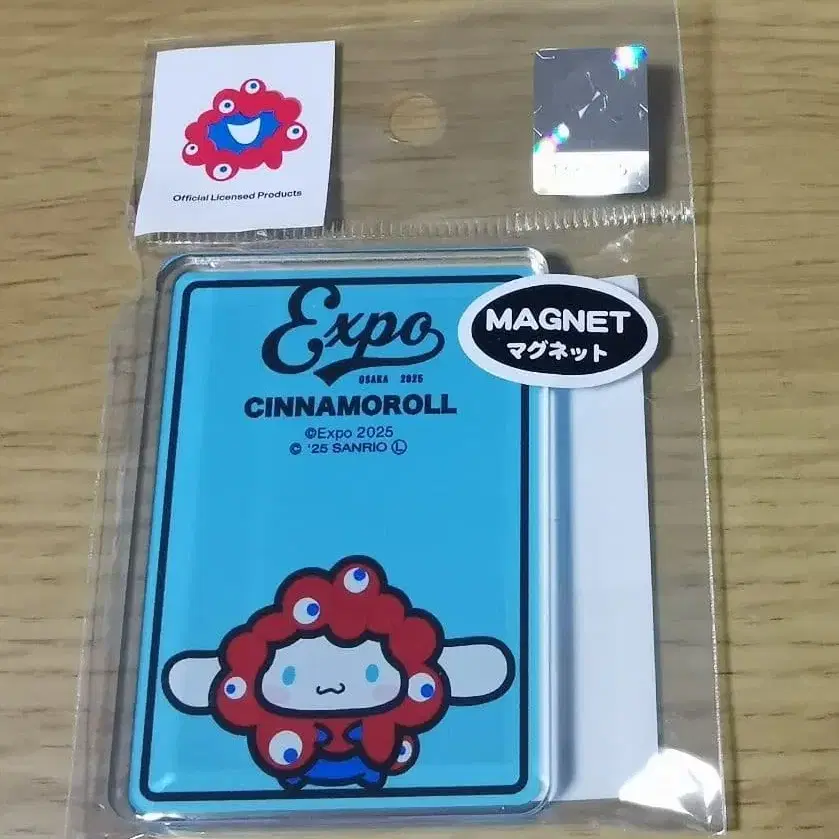 Official Licensed Products
Expo
OSAKA 2025
CINNAMOROLL
©Expo 2025
© '25 SANRIO Ⓛ
MAGNET
マグネット